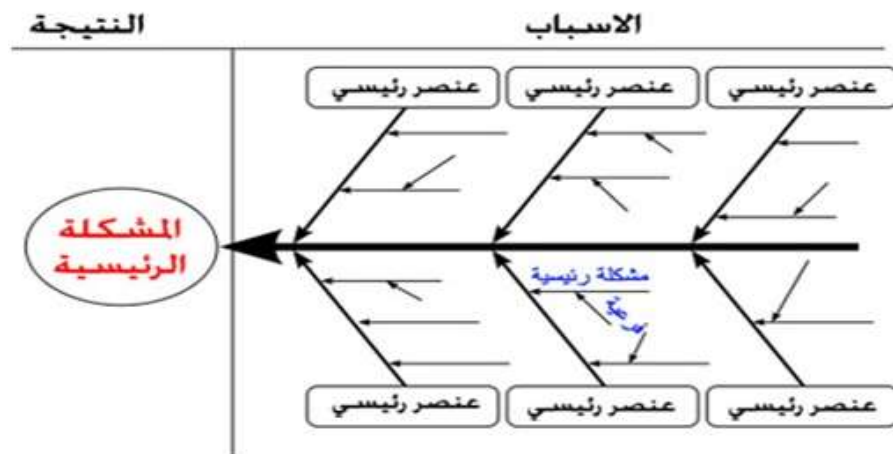 الاسباب
النتيجة
عنصر رئيسي
عنصر رئيسي
عنصر رئيسي
المشكلة
الرئيسية
مشكلة رئيسية
فرعية
عنصر رئيسي
عنصر رئيسي
عنصر رئيسي